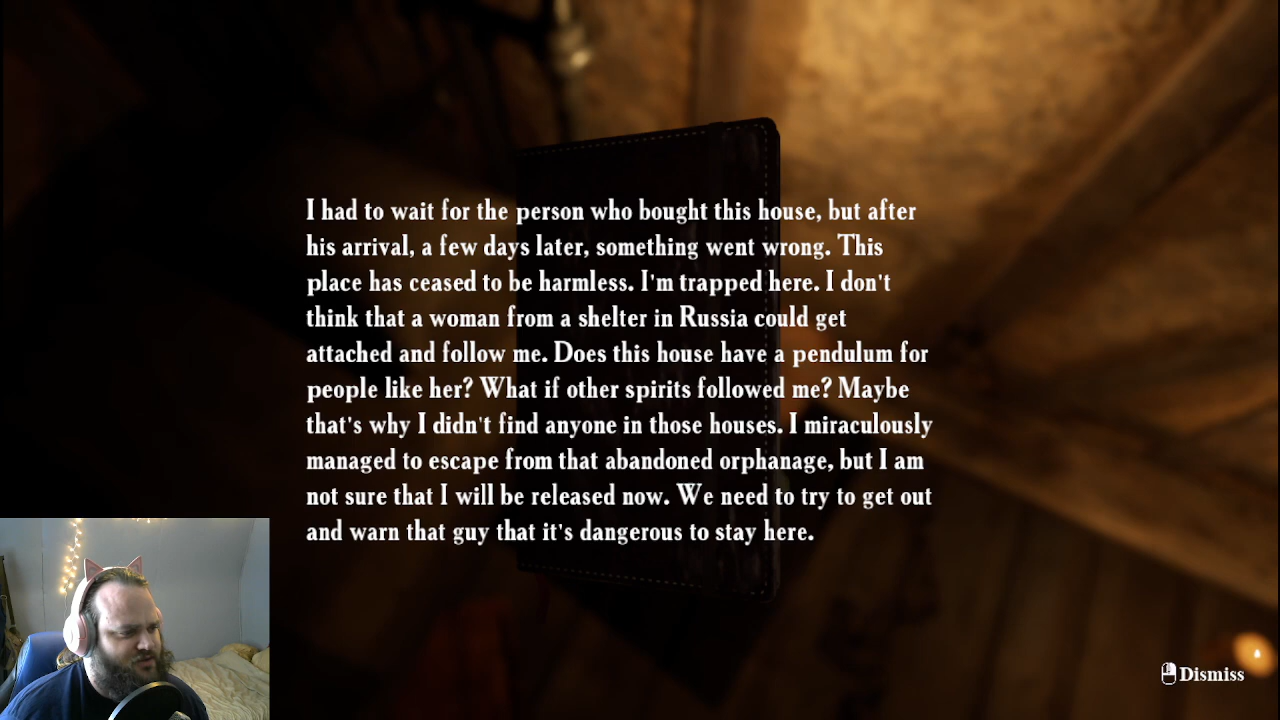 I had to wait for the person who bought this house, but after
his arrival, a few days later, something went wrong. This
place has ceased to be harmless. I'm trapped here. I don't
think that a woman from a shelter in Russia could get
attached and follow me. Does this house have a pendulum for
people like her? What if other spirits followed me? Maybe
that's why I didn't find anyone in those houses. I miraculously
managed to escape from that abandoned orphanage, but I am
not sure that I will be released now. We need to try to get out
and warn that guy that it's dangerous to stay here.
Dismiss